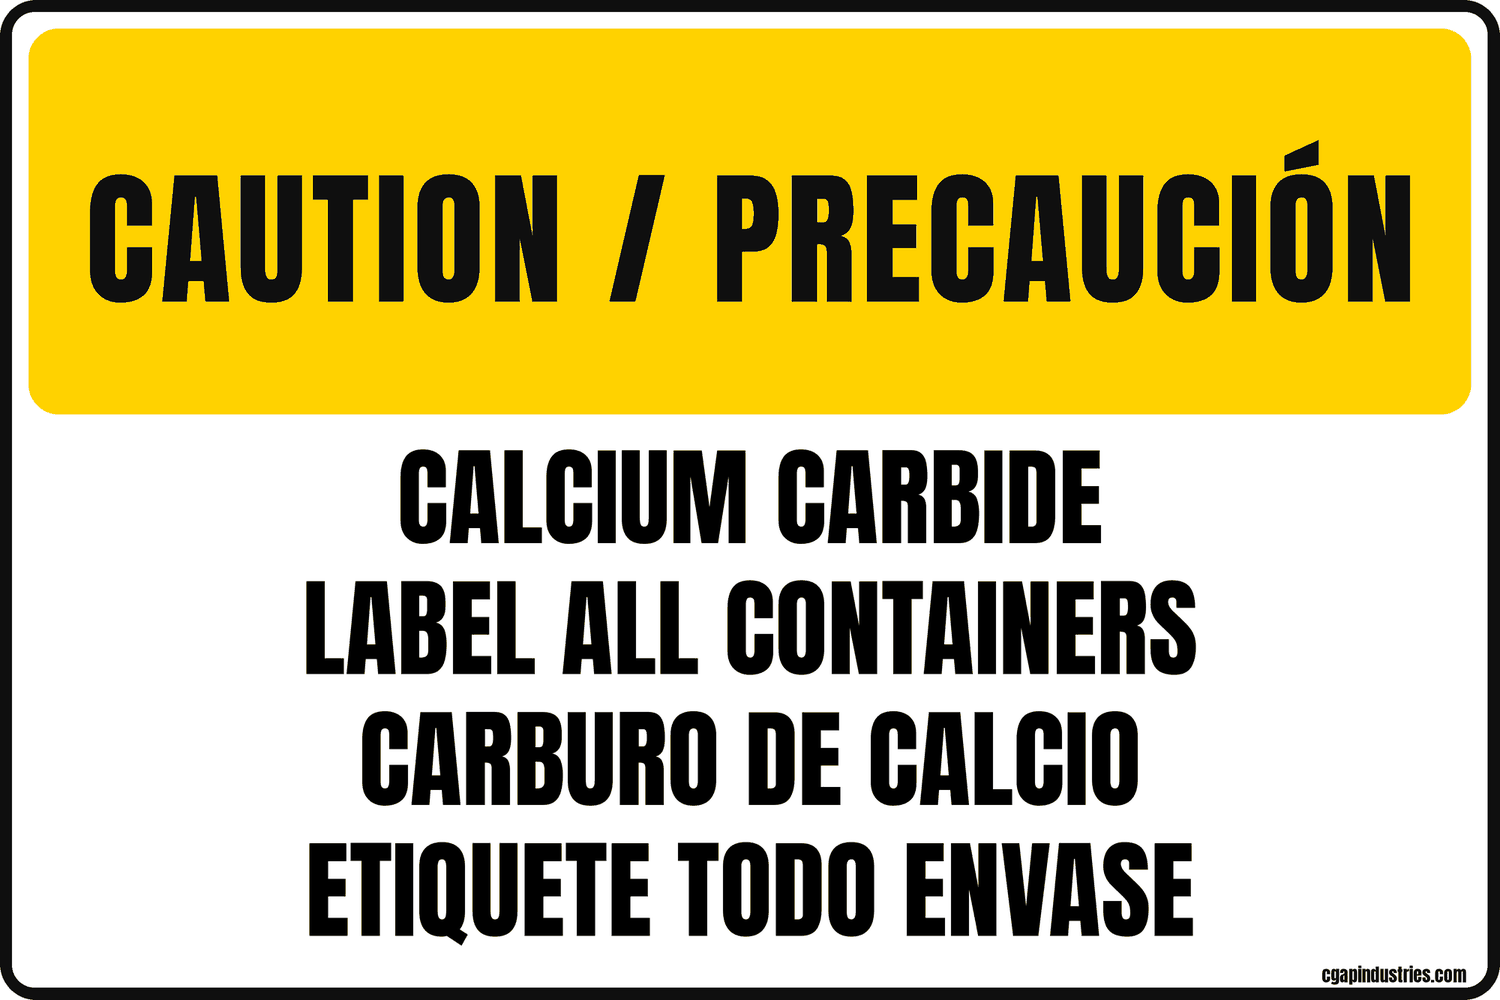 CAUTION / PRECAUCIÓN
CALCIUM CARBIDE
LABEL ALL CONTAINERS
CARBURO DE CALCIO
ETIQUETE TODO ENVASE
cgapindustries.com